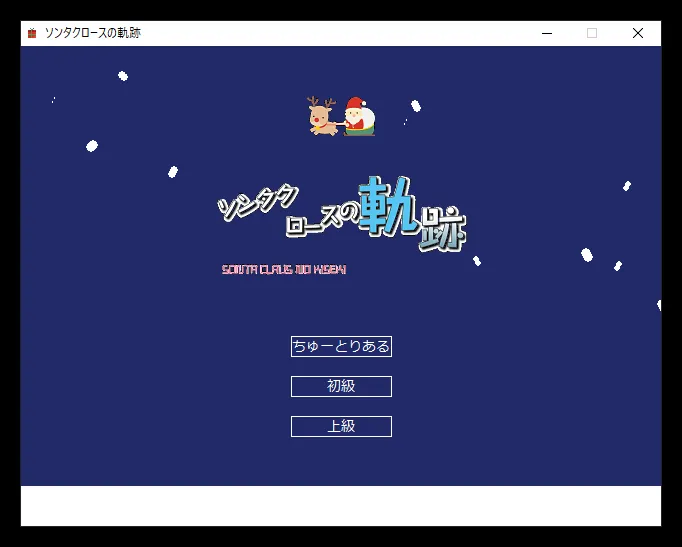 ソンタクロースの軌跡
ソンタク
ロースの軌跡
SONTA CLAUS NO KISEKI
ちゅーとりある
初級
上級